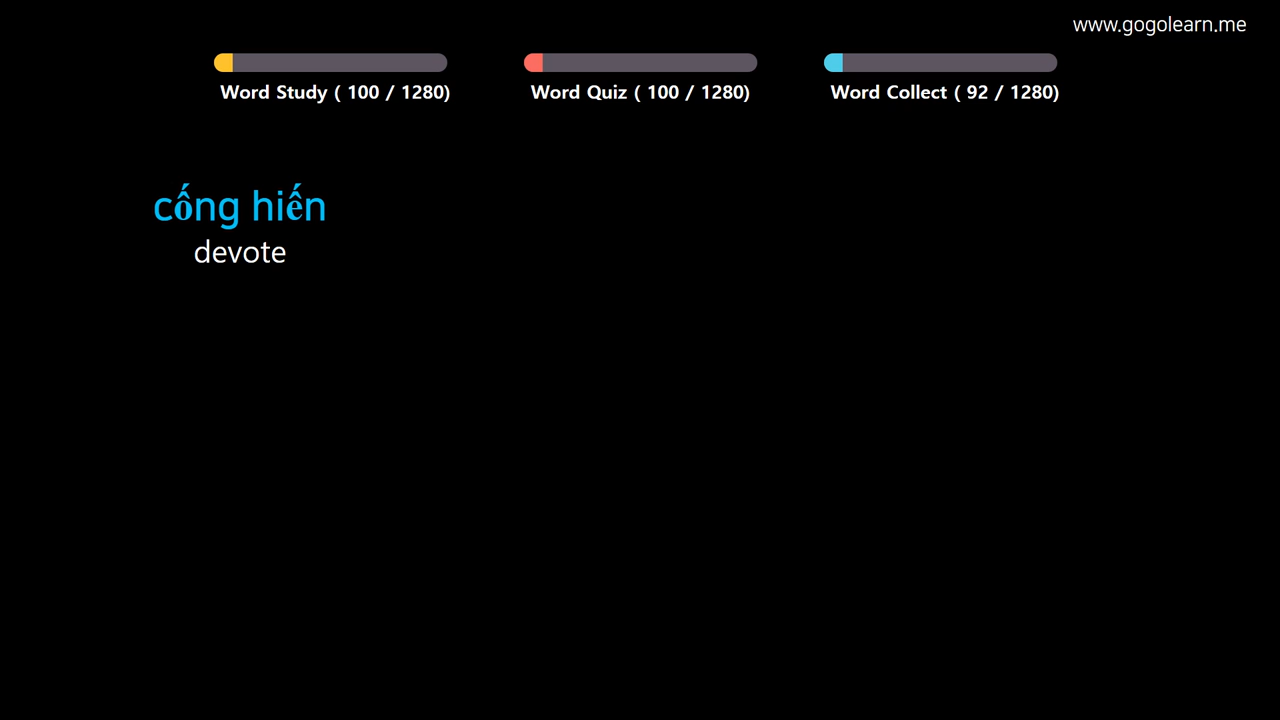 www.gogolearn.me
Word Study ( 100 / 1280)
Word Quiz ( 100 / 1280)
Word Collect ( 92 / 1280)
cống hiến
devote